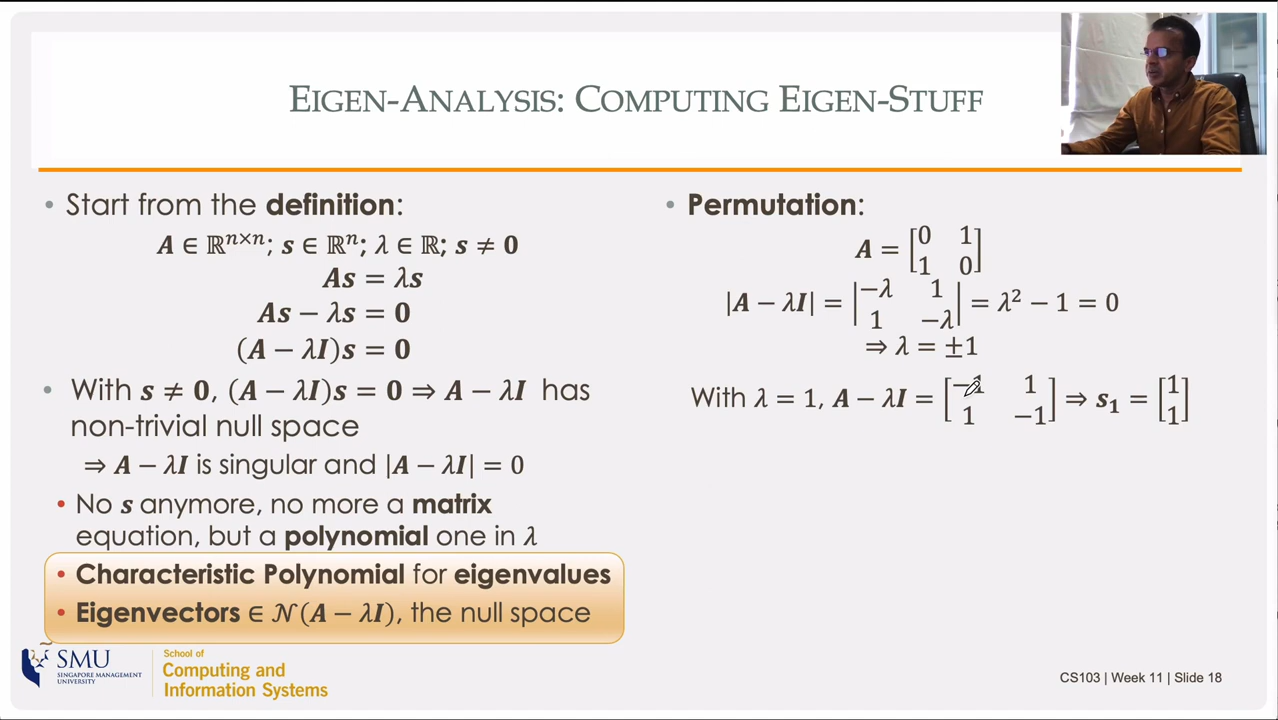 EIGEN-ANALYSIS: COMPUTING EIGEN-STUFF
• Start from the definition:
A ∈ ℝⁿˣⁿ; s ∈ ℝⁿ; λ ∈ ℝ; s ≠ 0
As = λs
As − λs = 0
(A − λI)s = 0
• With s ≠ 0, (A − λI)s = 0 ⇒ A − λI has
non-trivial null space
⇒ A − λI is singular and |A − λI| = 0
• No s anymore, no more a matrix
equation, but a polynomial one in λ
• Characteristic Polynomial for eigenvalues
• Eigenvectors ∈ 𝒩(A − λI), the null space
• Permutation:
A = [0 1; 1 0]
|A − λI| = |−λ 1; 1 −λ| = λ² − 1 = 0
⇒ λ = ±1
With λ = 1, A − λI = [−1 1; 1 −1] ⇒ s₁ = [1; 1]
SMU
SINGAPORE MANAGEMENT
UNIVERSITY
School of
Computing and
Information Systems
CS103 | Week 11 | Slide 18